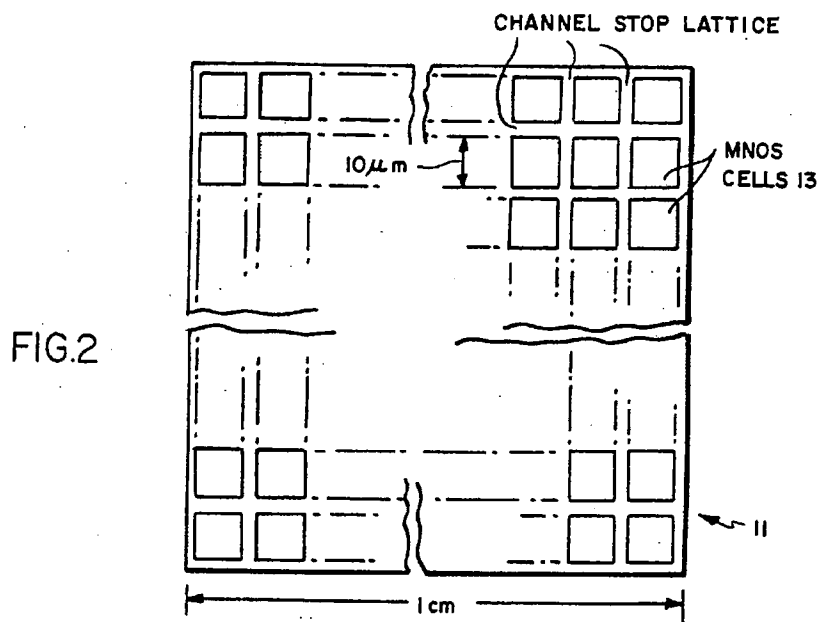 CHANNEL STOP LATTICE
10μm
MNOS
CELLS 13
FIG.2
11
1 cm